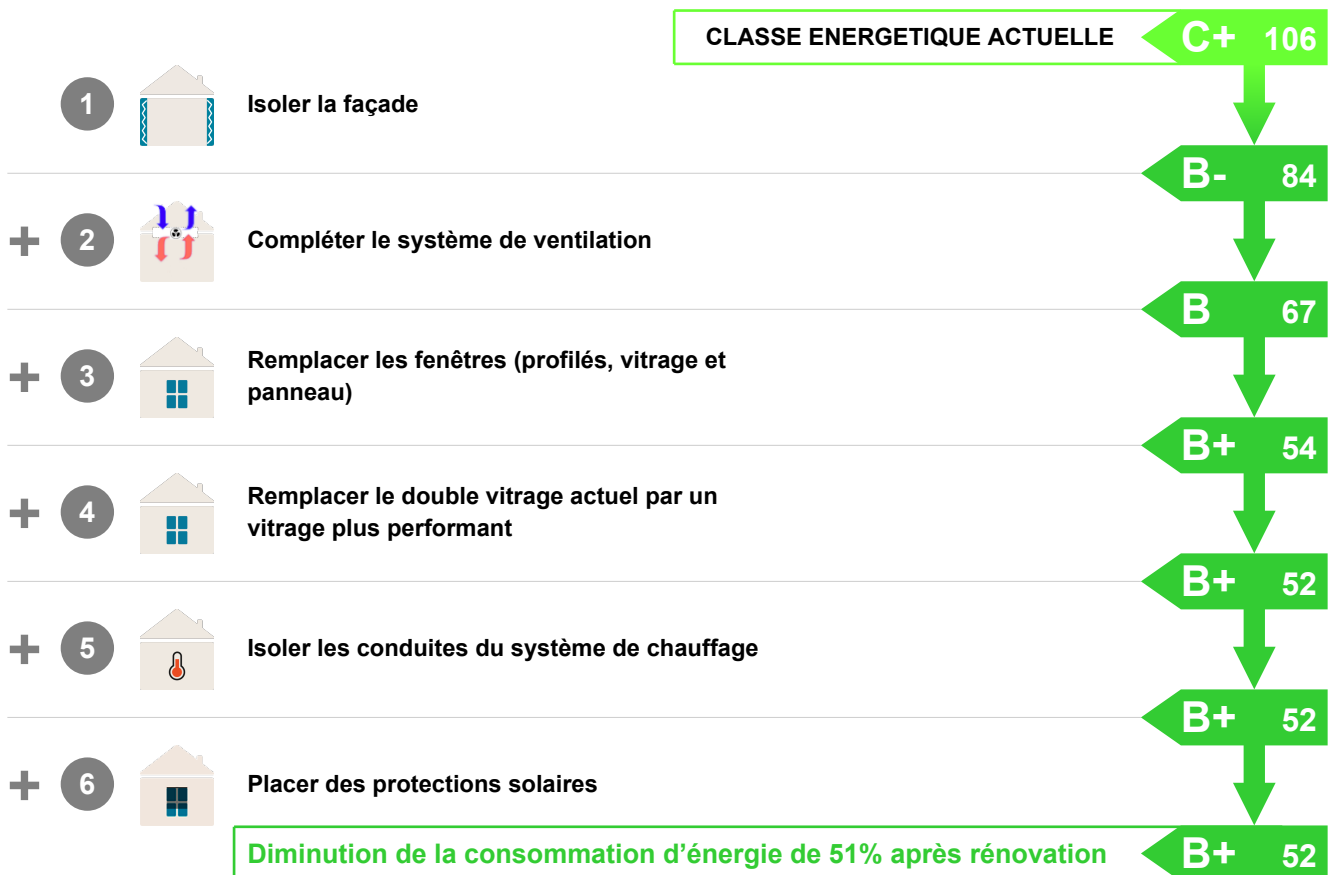 CLASSE ENERGETIQUE ACTUELLE C+ 106
1 Isoler la façade
B- 84
+ 2 Compléter le système de ventilation
B 67
+ 3 Remplacer les fenêtres (profilés, vitrage et
panneau)
B+ 54
+ 4 Remplacer le double vitrage actuel par un
vitrage plus performant
B+ 52
+ 5 Isoler les conduites du système de chauffage
B+ 52
+ 6 Placer des protections solaires
Diminution de la consommation d’énergie de 51% après rénovation B+ 52